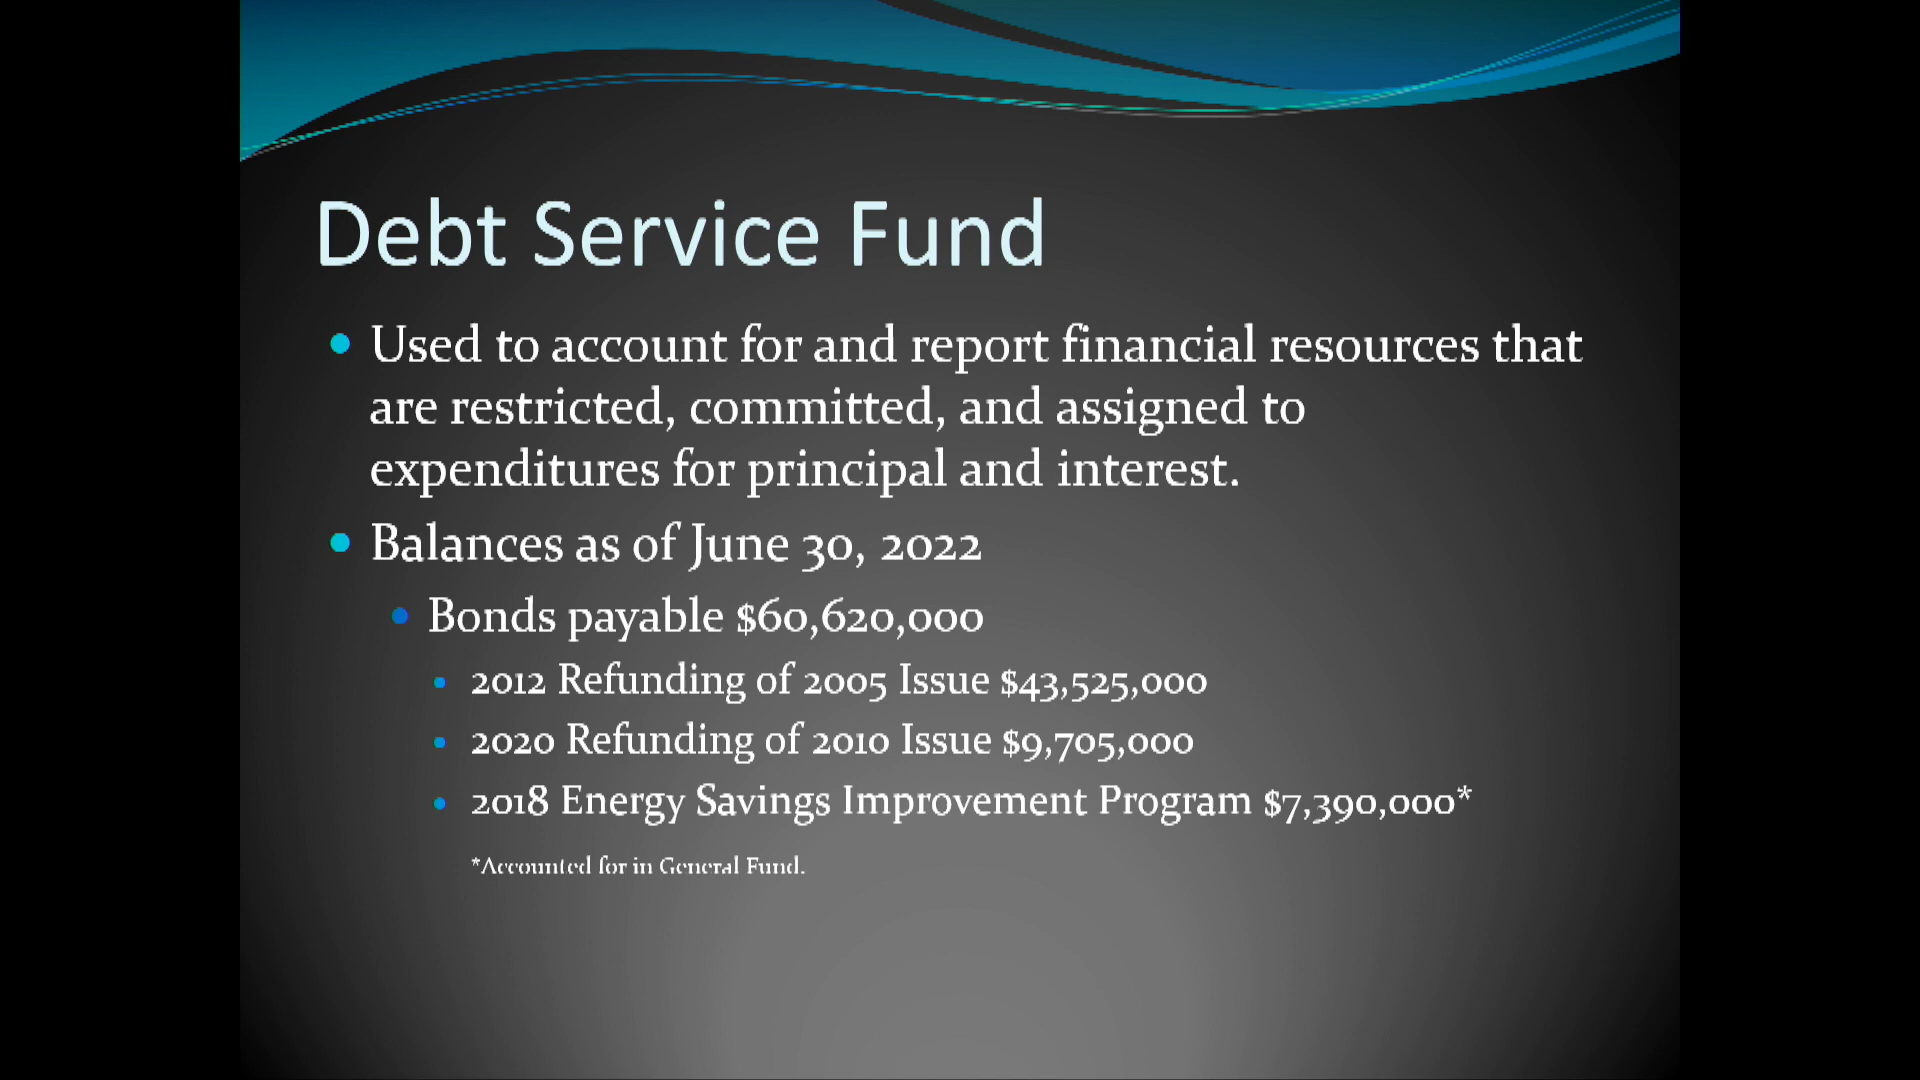 Debt Service Fund
Used to account for and report financial resources that
are restricted, committed, and assigned to
expenditures for principal and interest.
Balances as of June 30, 2022
Bonds payable $60,620,000
2012 Refunding of 2005 Issue $43,525,000
2020 Refunding of 2010 Issue $9,705,000
2018 Energy Savings Improvement Program $7,390,000*
*Accounted for in General Fund.